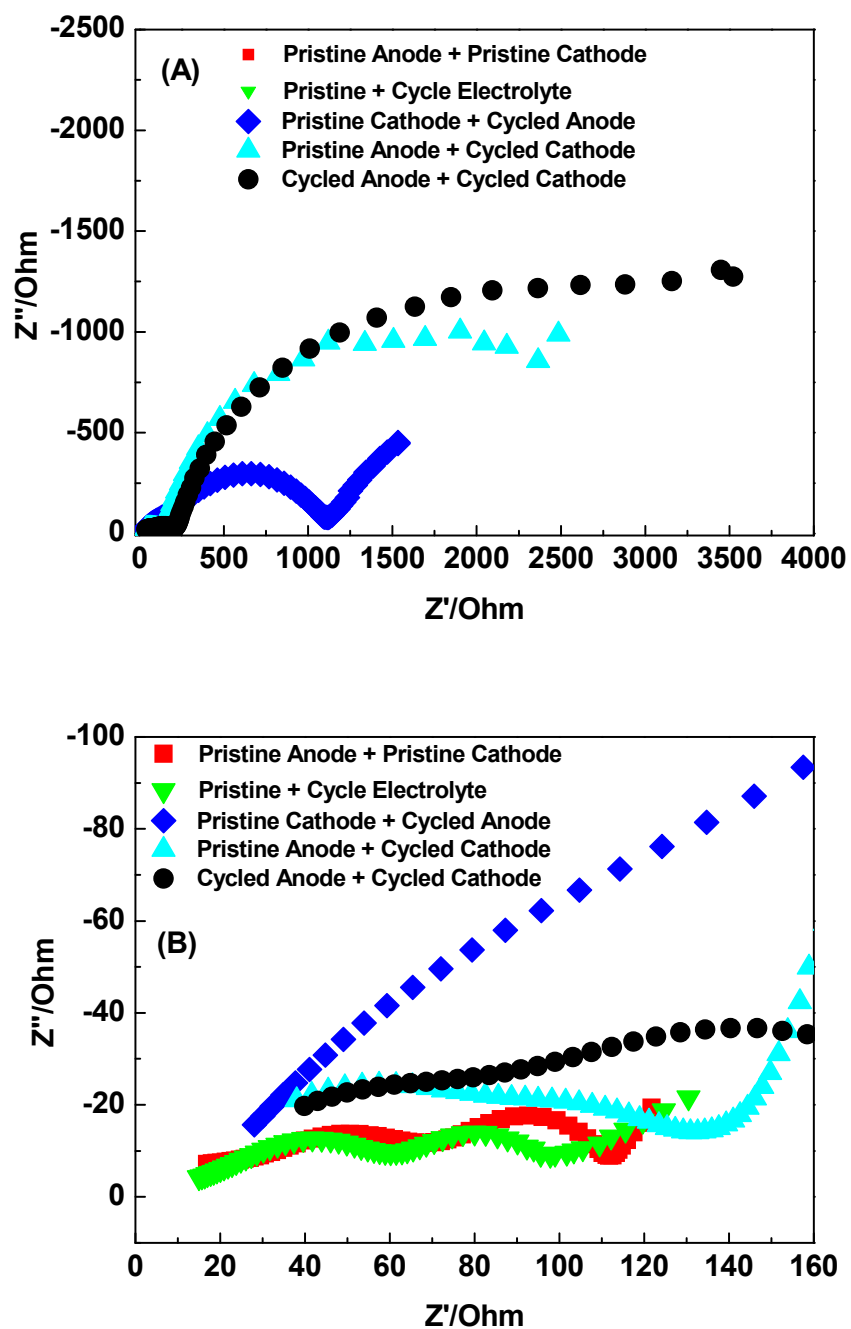 -2500
(A)
Pristine Anode + Pristine Cathode
Pristine + Cycle Electrolyte
Pristine Cathode + Cycled Anode
Pristine Anode + Cycled Cathode
Cycled Anode + Cycled Cathode
-2000
-1500
-1000
-500
0
Z''/Ohm
0 500 1000 1500 2000 2500 3000 3500 4000
Z'/Ohm
-100
Pristine Anode + Pristine Cathode
Pristine + Cycle Electrolyte
Pristine Cathode + Cycled Anode
Pristine Anode + Cycled Cathode
Cycled Anode + Cycled Cathode
(B)
-80
-60
-40
-20
0
Z''/Ohm
0 20 40 60 80 100 120 140 160
Z'/Ohm